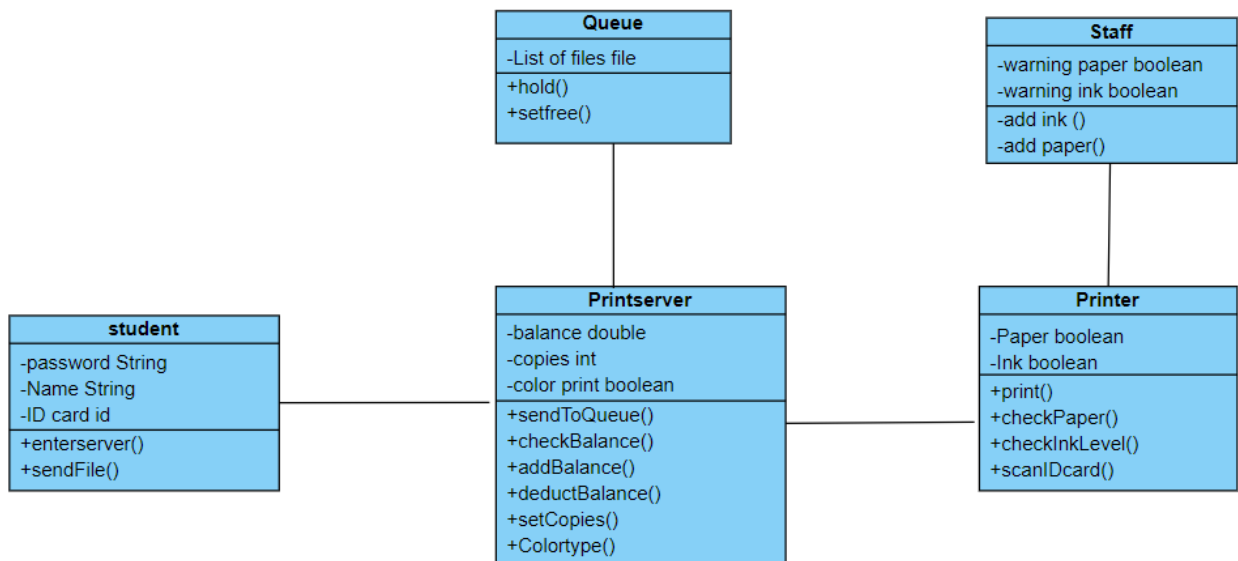 Queue
-List of files file
+hold()
+setfree()
Staff
-warning paper boolean
-warning ink boolean
-add ink ()
-add paper()
student
-password String
-Name String
-ID card id
+enterserver()
+sendFile()
Printserver
-balance double
-copies int
-color print boolean
+sendToQueue()
+checkBalance()
+addBalance()
+deductBalance()
+setCopies()
+Colortype()
Printer
-Paper boolean
-Ink boolean
+print()
+checkPaper()
+checkInkLevel()
+scanIDcard()